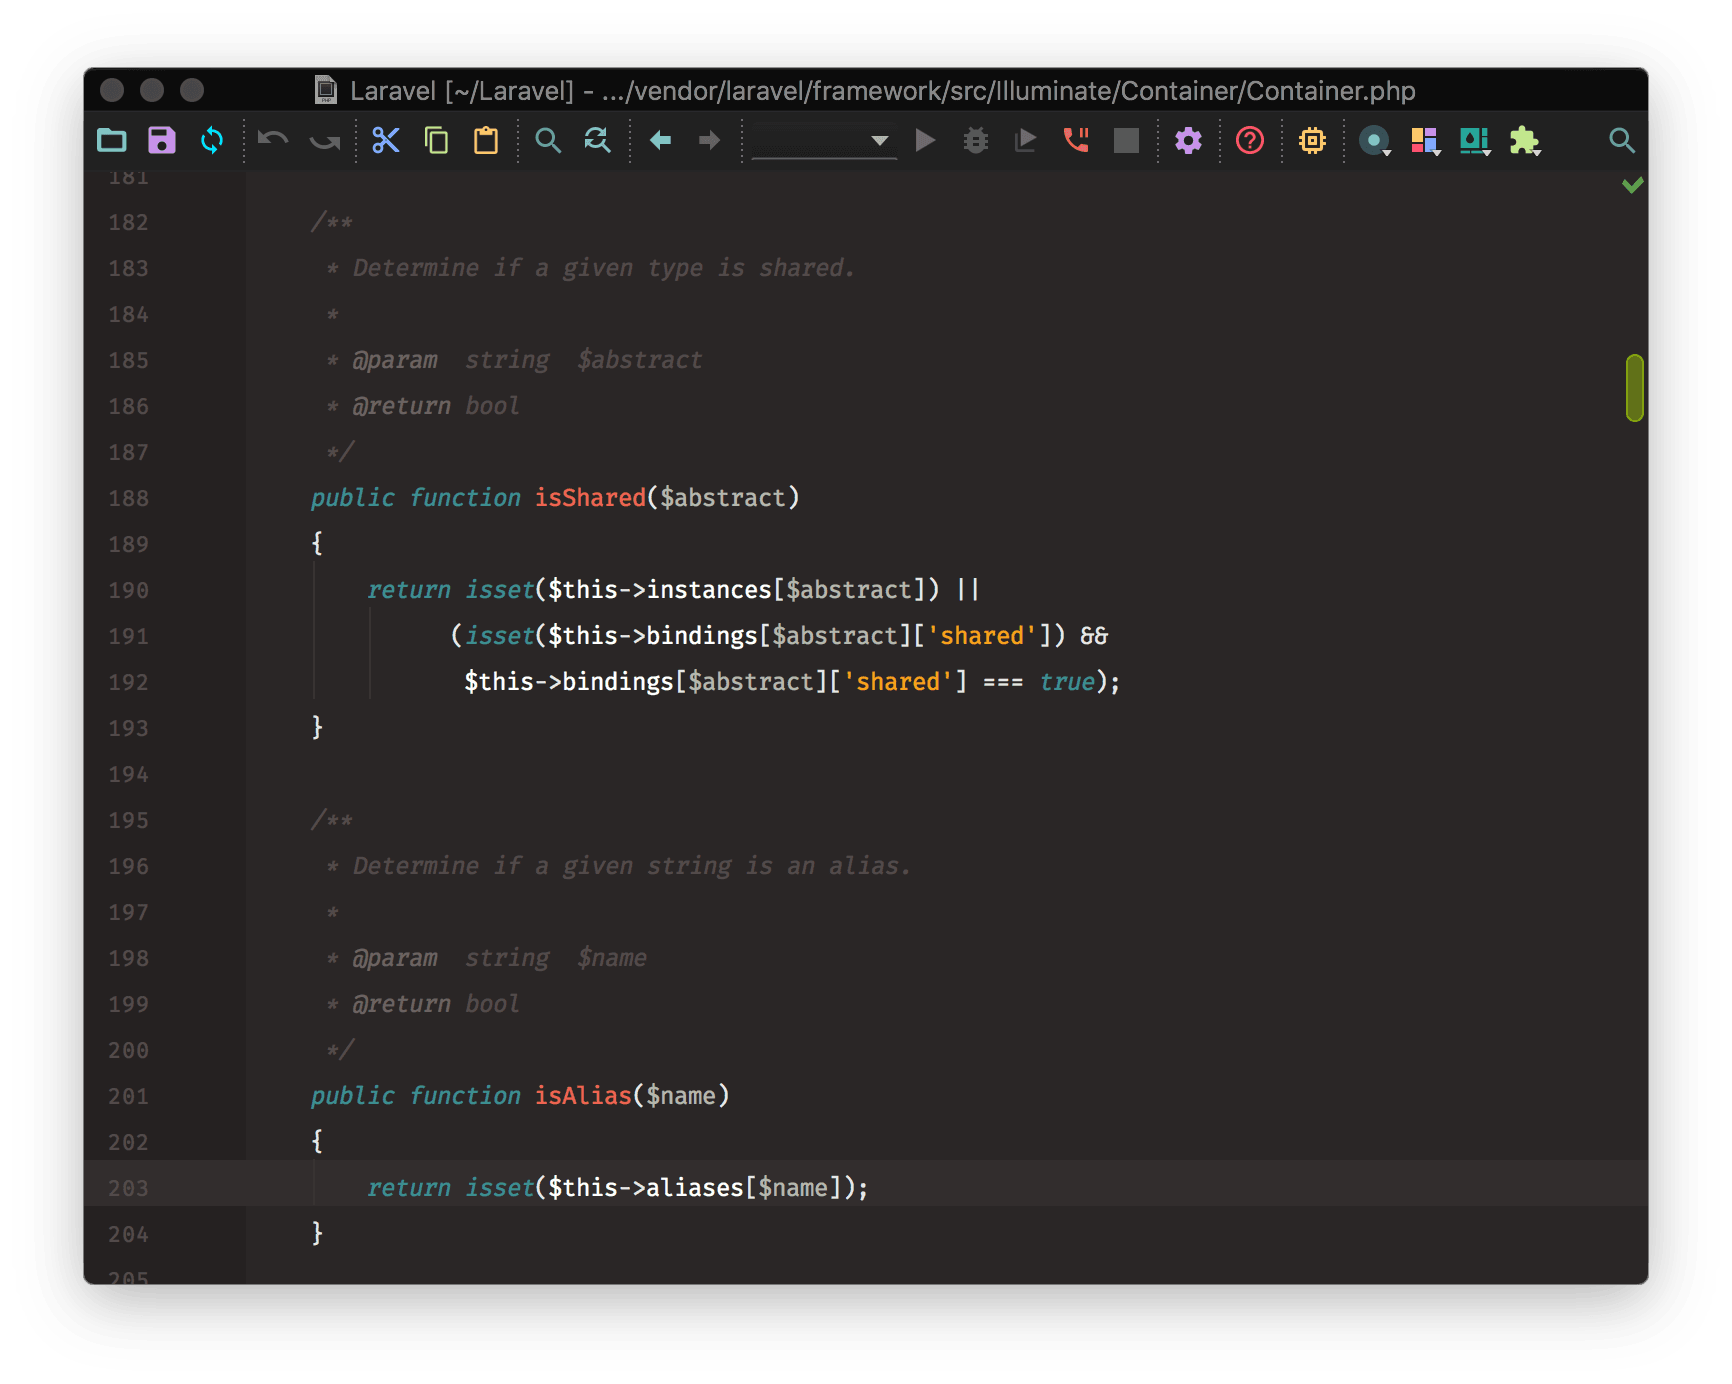 Laravel [~/Laravel] - .../vendor/laravel/framework/src/Illuminate/Container/Container.php
181
182 /**
183 * Determine if a given type is shared.
184 *
185 * @param  string  $abstract
186 * @return bool
187 */
188 public function isShared($abstract)
189 {
190 return isset($this->instances[$abstract]) ||
191 (isset($this->bindings[$abstract]['shared']) &&
192 $this->bindings[$abstract]['shared'] === true);
193 }
194
195 /**
196 * Determine if a given string is an alias.
197 *
198 * @param  string  $name
199 * @return bool
200 */
201 public function isAlias($name)
202 {
203 return isset($this->aliases[$name]);
204 }
205